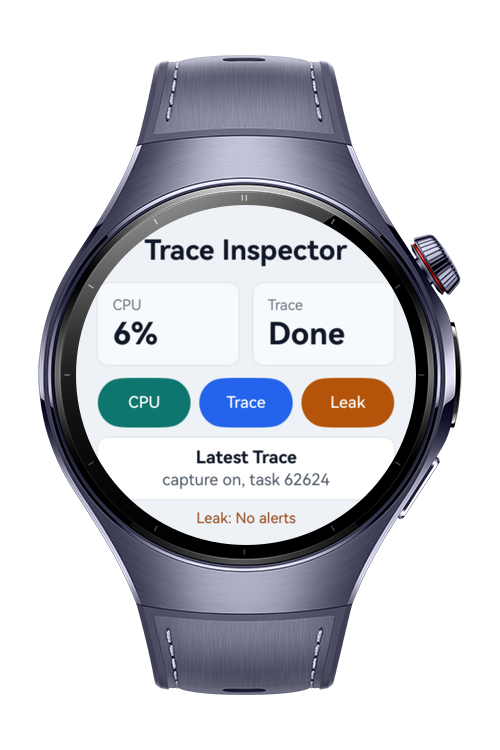 Trace Inspector
CPU
6%
Trace
Done
CPU
Trace
Leak
Latest Trace
capture on, task 62624
Leak: No alerts